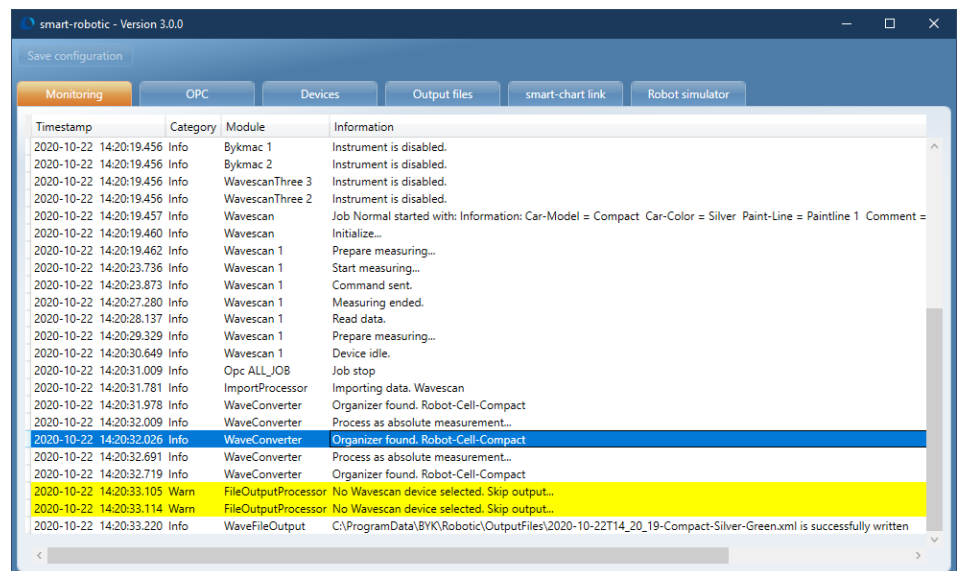 smart-robotic - Version 3.0.0
Save configuration
Monitoring OPC Devices Output files smart-chart link Robot simulator
Timestamp Category Module Information
2020-10-22 14:20:19.456 Info Bykmac 1 Instrument is disabled.
2020-10-22 14:20:19.456 Info Bykmac 2 Instrument is disabled.
2020-10-22 14:20:19.456 Info WavescanThree 3 Instrument is disabled.
2020-10-22 14:20:19.456 Info WavescanThree 2 Instrument is disabled.
2020-10-22 14:20:19.457 Info Wavescan Job Normal started with: Information: Car-Model = Compact Car-Color = Silver Paint-Line = Paintline 1 Comment =
2020-10-22 14:20:19.460 Info Wavescan Initialize...
2020-10-22 14:20:19.462 Info Wavescan 1 Prepare measuring...
2020-10-22 14:20:23.736 Info Wavescan 1 Start measuring...
2020-10-22 14:20:23.873 Info Wavescan 1 Command sent.
2020-10-22 14:20:27.280 Info Wavescan 1 Measuring ended.
2020-10-22 14:20:28.137 Info Wavescan 1 Read data.
2020-10-22 14:20:29.329 Info Wavescan 1 Prepare measuring...
2020-10-22 14:20:30.649 Info Wavescan 1 Device idle.
2020-10-22 14:20:31.009 Info Opc ALL_JOB Job stop
2020-10-22 14:20:31.781 Info ImportProcessor Importing data. Wavescan
2020-10-22 14:20:31.978 Info WaveConverter Organizer found. Robot-Cell-Compact
2020-10-22 14:20:32.009 Info WaveConverter Process as absolute measurement...
2020-10-22 14:20:32.026 Info WaveConverter Organizer found. Robot-Cell-Compact
2020-10-22 14:20:32.691 Info WaveConverter Process as absolute measurement...
2020-10-22 14:20:32.719 Info WaveConverter Organizer found. Robot-Cell-Compact
2020-10-22 14:20:33.105 Warn FileOutputProcessor No Wavescan device selected. Skip output...
2020-10-22 14:20:33.114 Warn FileOutputProcessor No Wavescan device selected. Skip output...
2020-10-22 14:20:33.220 Info WaveFileOutput C:\ProgramData\BYK\Robotic\OutputFiles\2020-10-22T14_20_19-Compact-Silver-Green.xml is successfully written